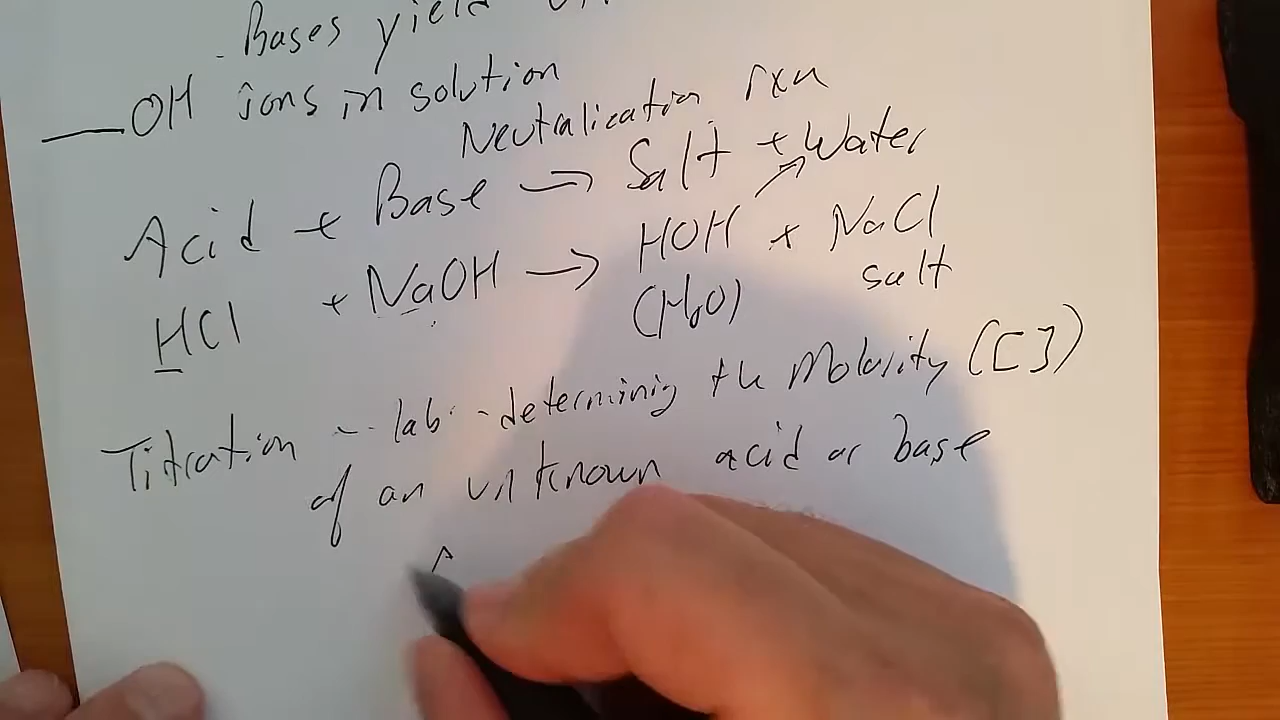 - Bases yield
OH ions in solution
Neutralization rxn
Acid + Base → Salt + Water
HCl + NaOH → HOH + NaCl
(H2O) salt
Titration - lab - determining the Molarity ([ ])
of an unknown acid or base